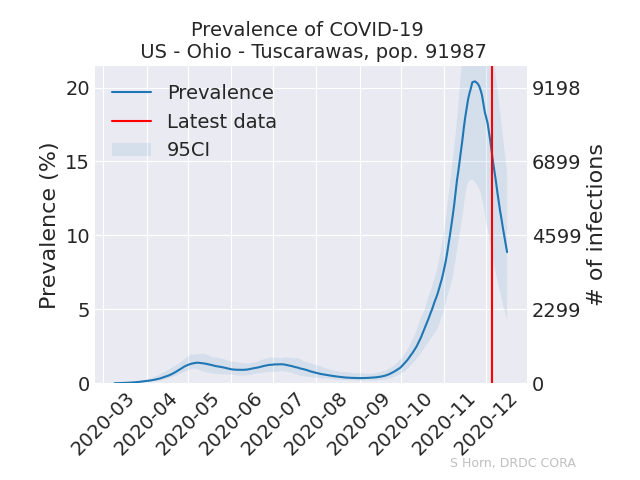 Prevalence of COVID-19
US - Ohio - Tuscarawas, pop. 91987
Prevalence
Latest data
95CI
Prevalence (%)
20
15
10
5
0
9198
6899
4599
2299
0
# of infections
2020-03
2020-04
2020-05
2020-06
2020-07
2020-08
2020-09
2020-10
2020-11
2020-12
S Horn, DRDC CORA